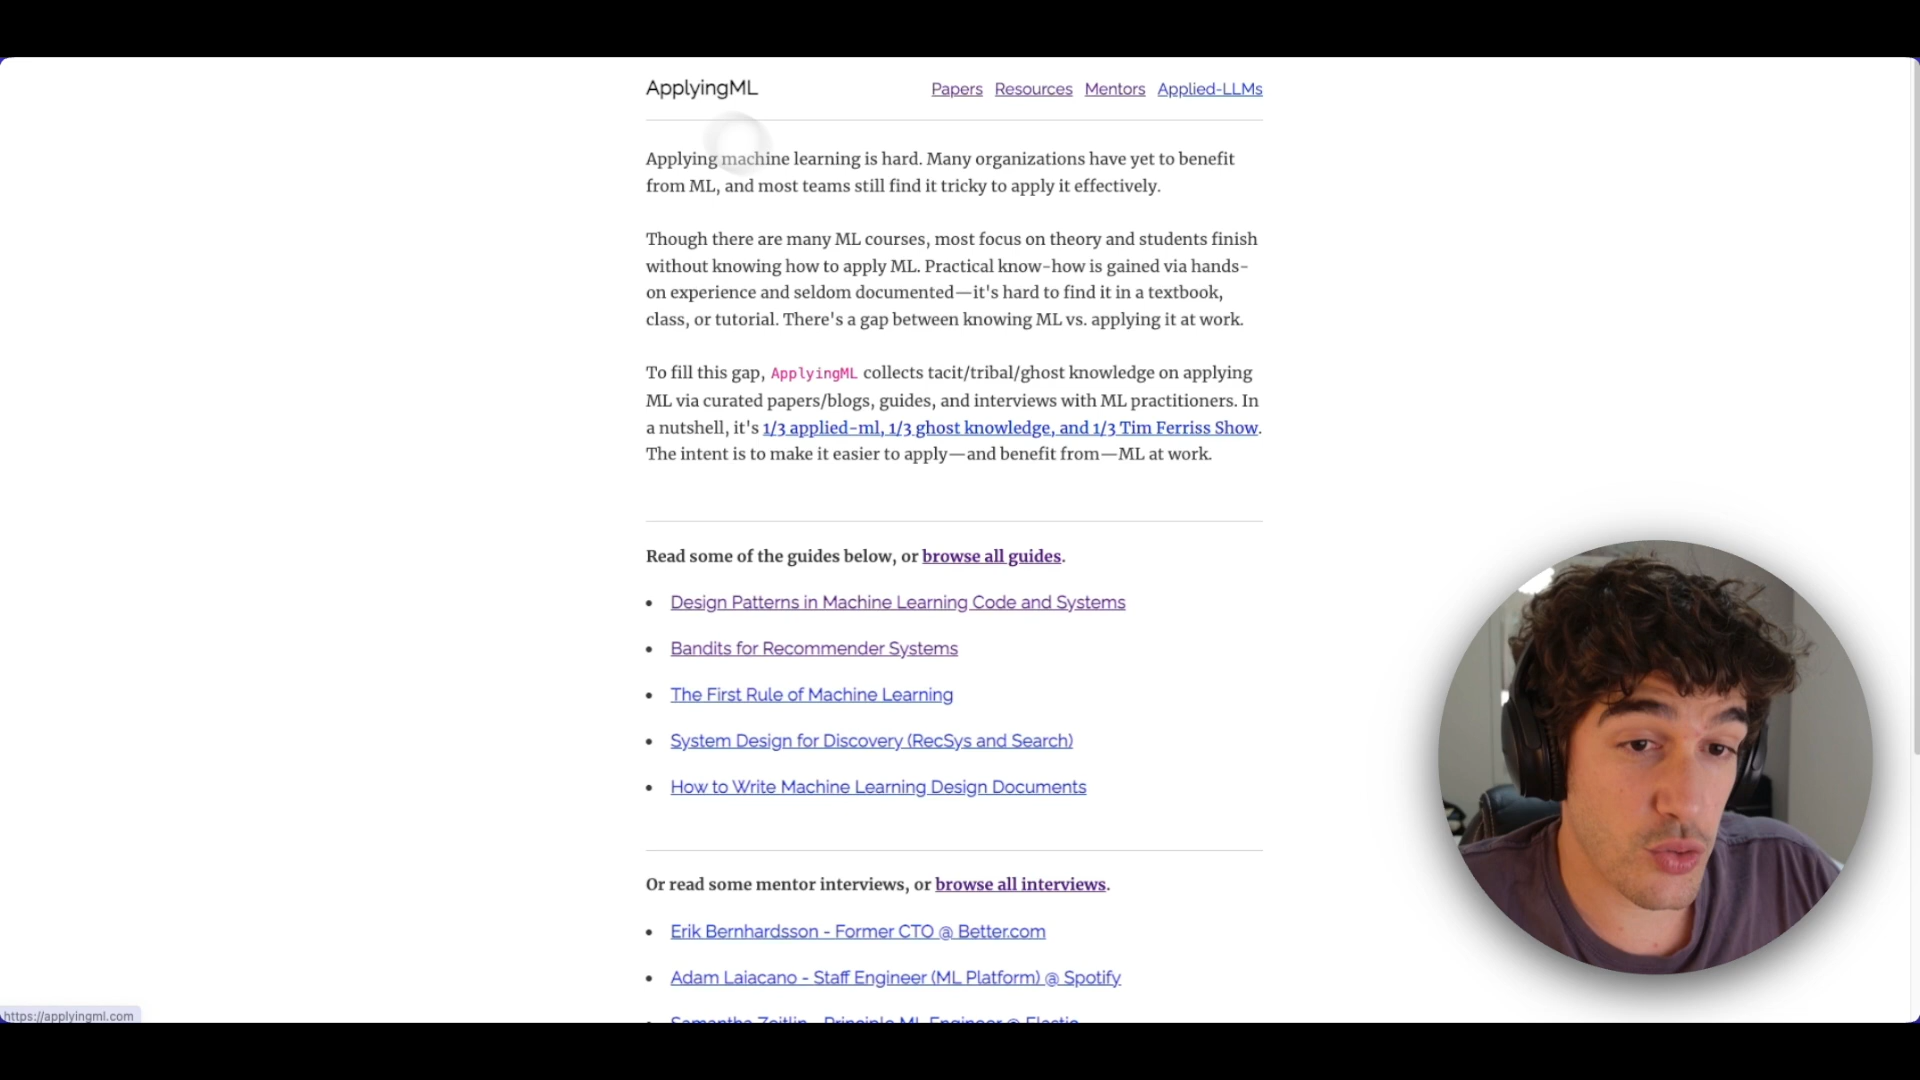 ApplyingML
Papers Resources Mentors Applied-LLMs
Applying machine learning is hard. Many organizations have yet to benefit
from ML, and most teams still find it tricky to apply it effectively.
Though there are many ML courses, most focus on theory and students finish
without knowing how to apply ML. Practical know-how is gained via hands-
on experience and seldom documented—it's hard to find it in a textbook,
class, or tutorial. There's a gap between knowing ML vs. applying it at work.
To fill this gap, ApplyingML collects tacit/tribal/ghost knowledge on applying
ML via curated papers/blogs, guides, and interviews with ML practitioners. In
a nutshell, it's 1/3 applied-ml, 1/3 ghost knowledge, and 1/3 Tim Ferriss Show.
The intent is to make it easier to apply—and benefit from—ML at work.
Read some of the guides below, or browse all guides.
• Design Patterns in Machine Learning Code and Systems
• Bandits for Recommender Systems
• The First Rule of Machine Learning
• System Design for Discovery (RecSys and Search)
• How to Write Machine Learning Design Documents
Or read some mentor interviews, or browse all interviews.
• Erik Bernhardsson - Former CTO @ Better.com
• Adam Laiacano - Staff Engineer (ML Platform) @ Spotify
• Samantha Zeitlin - Principle ML Engineer @ Elastic
https://applyingml.com